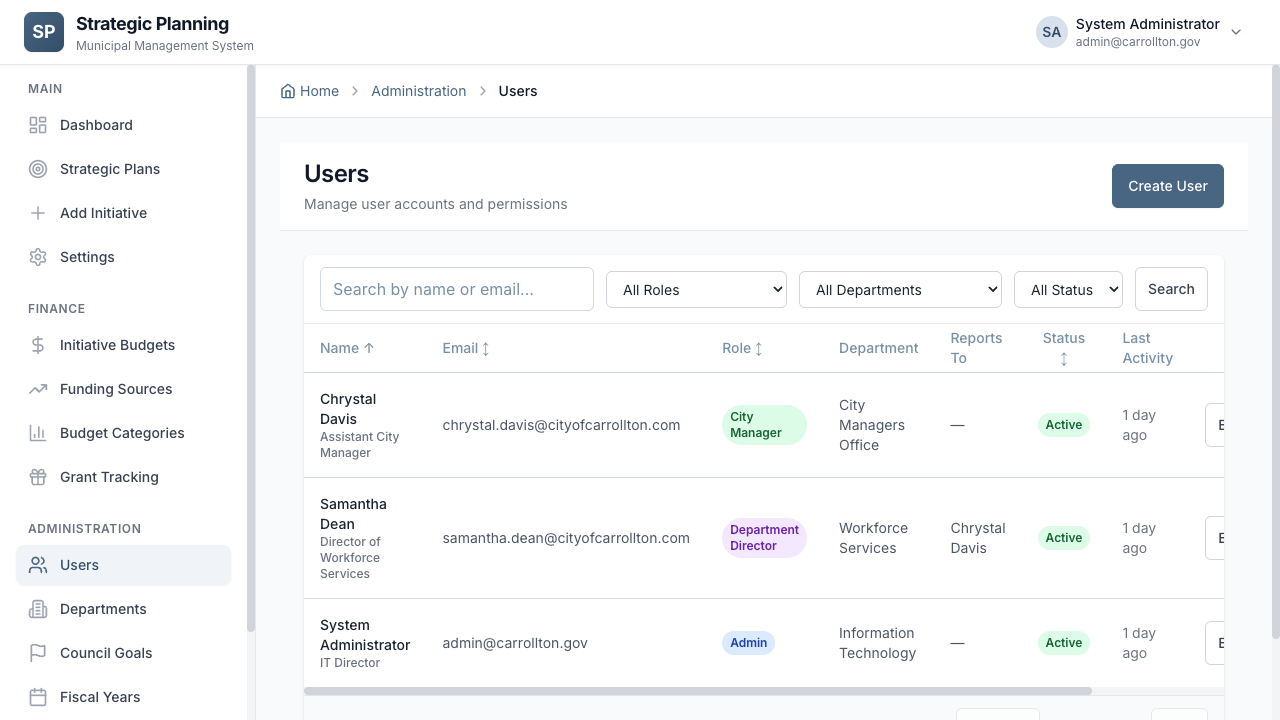 SP
Strategic Planning
Municipal Management System
SA
System Administrator
admin@carrollton.gov
MAIN
Dashboard
Strategic Plans
Add Initiative
Settings
FINANCE
Initiative Budgets
Funding Sources
Budget Categories
Grant Tracking
ADMINISTRATION
Users
Departments
Council Goals
Fiscal Years
Home Administration Users
Users
Manage user accounts and permissions
Create User
Search by name or email...
All Roles
All Departments
All Status
Search
Name ↑
Email ↕
Role ↕
Department
Reports
To
Status
↕
Last
Activity
Chrystal
Davis
Assistant City
Manager
chrystal.davis@cityofcarrollton.com
City
Manager
City
Managers
Office
—
Active
1 day
ago
Samantha
Dean
Director of
Workforce
Services
samantha.dean@cityofcarrollton.com
Department
Director
Workforce
Services
Chrystal
Davis
Active
1 day
ago
System
Administrator
IT Director
admin@carrollton.gov
Admin
Information
Technology
—
Active
1 day
ago